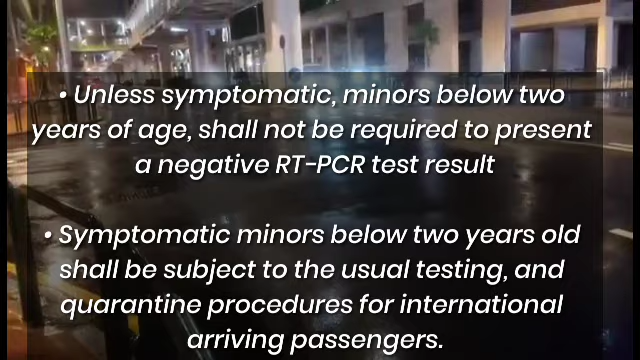 • Unless symptomatic, minors below two
years of age, shall not be required to present
a negative RT-PCR test result
• Symptomatic minors below two years old
shall be subject to the usual testing, and
quarantine procedures for international
arriving passengers.